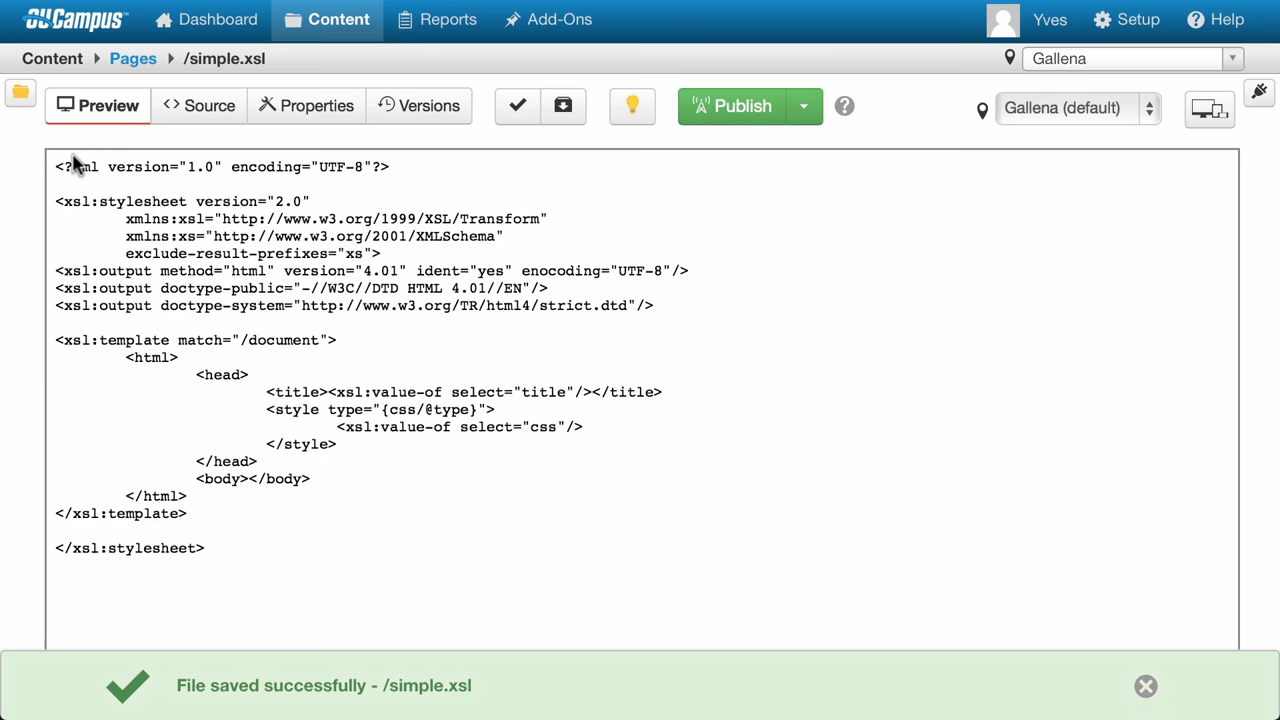 OU Campus Dashboard Content Reports Add-Ons Yves Setup Help
Content Pages /simple.xsl Gallena
Preview Source Properties Versions Publish Gallena (default)
<?xml version="1.0" encoding="UTF-8"?>
<xsl:stylesheet version="2.0"
xmlns:xsl="http://www.w3.org/1999/XSL/Transform"
xmlns:xs="http://www.w3.org/2001/XMLSchema"
exclude-result-prefixes="xs">
<xsl:output method="html" version="4.01" ident="yes" enocoding="UTF-8"/>
<xsl:output doctype-public="-//W3C//DTD HTML 4.01//EN"/>
<xsl:output doctype-system="http://www.w3.org/TR/html4/strict.dtd"/>
<xsl:template match="/document">
<html>
<head>
<title><xsl:value-of select="title"/></title>
<style type="{css/@type}">
<xsl:value-of select="css"/>
</style>
</head>
<body></body>
</html>
</xsl:template>
</xsl:stylesheet>
File saved successfully - /simple.xsl